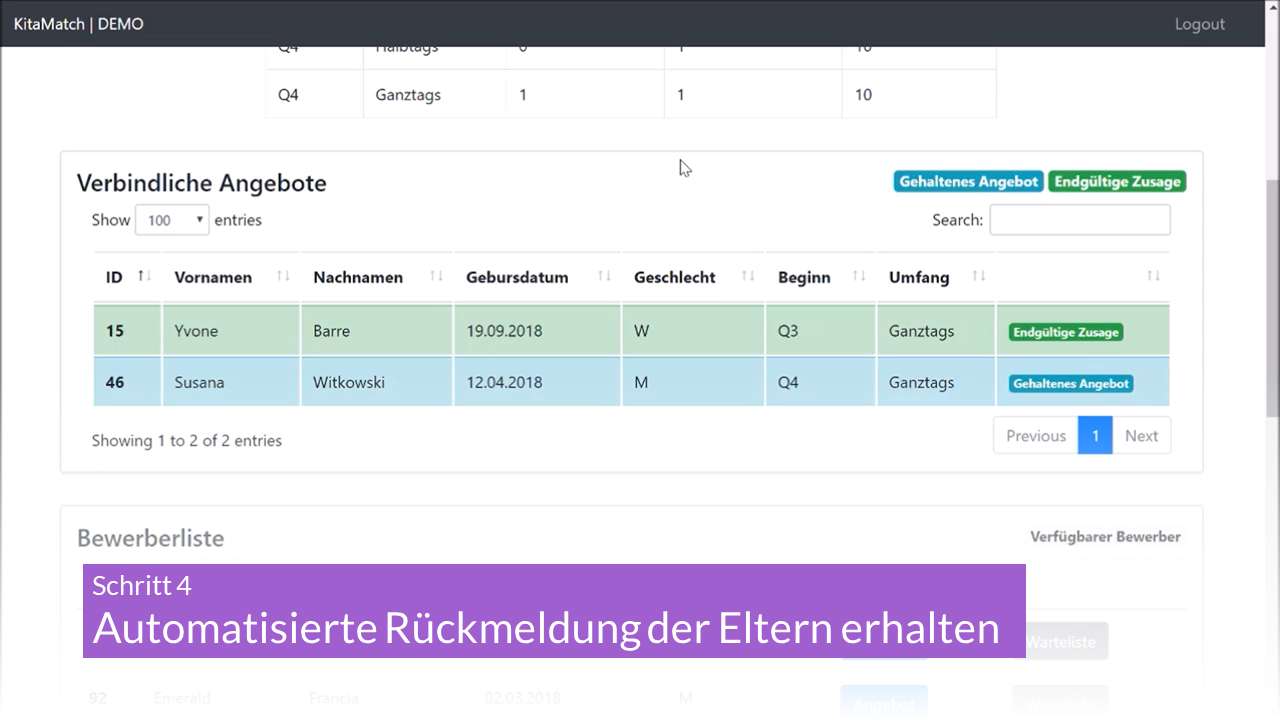 KitaMatch | DEMO Logout
Q4 Halbtags 0 1 10
Q4 Ganztags 1 1 10
Verbindliche Angebote Gehaltenes Angebot Endgültige Zusage
Show 100 entries Search:
ID Vornamen Nachnamen Gebursdatum Geschlecht Beginn Umfang
15 Yvone Barre 19.09.2018 W Q3 Ganztags Endgültige Zusage
46 Susana Witkowski 12.04.2018 M Q4 Ganztags Gehaltenes Angebot
Showing 1 to 2 of 2 entries Previous 1 Next
Bewerberliste Verfügbarer Bewerber
Schritt 4
Automatisierte Rückmeldung der Eltern erhalten
Warteliste
92 Emerald Francia 02.03.2018 M Angebot Warteliste